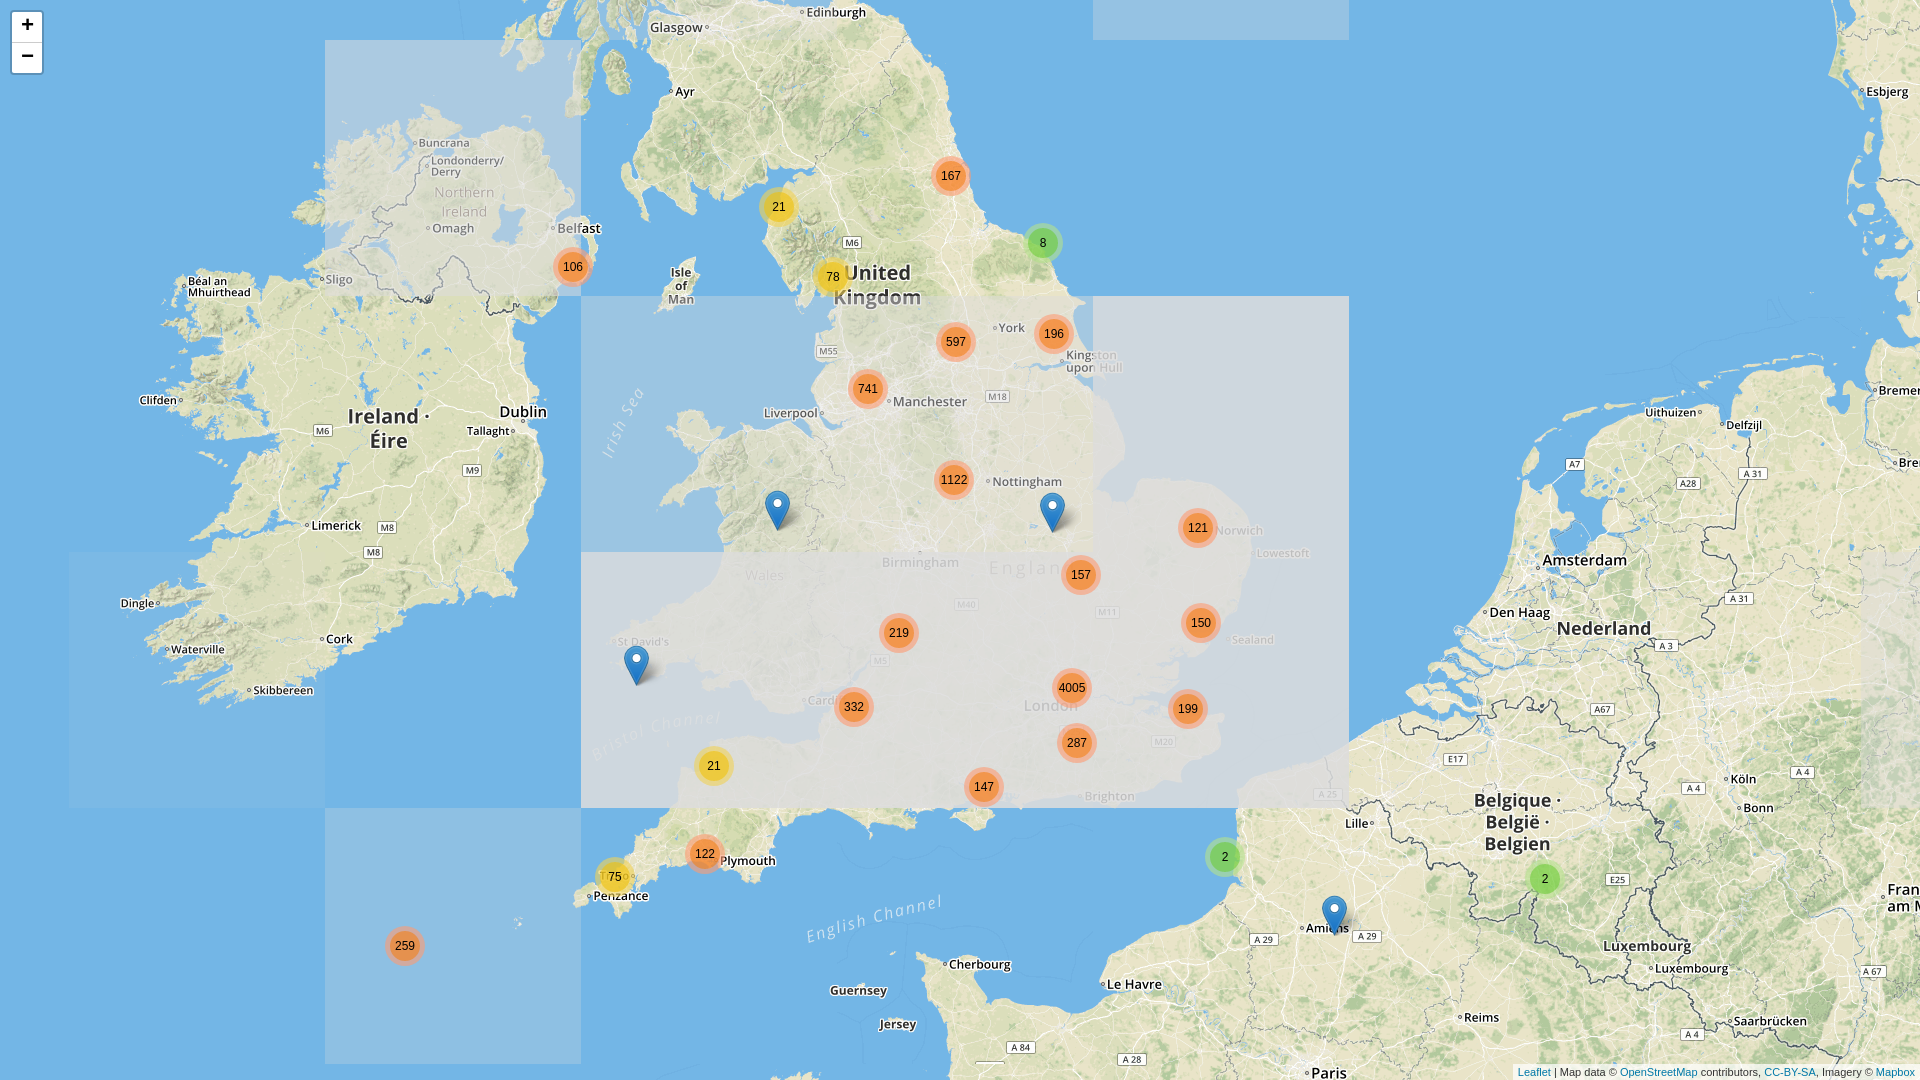 +
−
Edinburgh
Glasgow
Ayr
Esbjerg
Buncrana
Londonderry/
Derry
Northern
Ireland
Omagh
Belfast
167
21
8
M6
106
78
United
Kingdom
Isle
of
Man
Sligo
Béal an
Mhuirthead
York
196
597
M55
Kingston
upon Hull
741
Manchester
M18
Liverpool
Clifden
Dublin
Ireland ·
Éire
M6
Tallaght
Irish Sea
M9
1122
Nottingham
Uithuizen
Delfzijl
A7
A 31
A28
Limerick
M8
M8
121
Norwich
Lowestoft
Birmingham
Wales
157
Amsterdam
Dingle
M40
M11
Den Haag
A 31
Nederland
150
219
Sealand
St David's
Cork
Waterville
A 3
M5
Skibbereen
4005
London
199
332
Bristol Channel
A67
287
M20
E17
21
147
Brighton
A 25
Köln
A 4
A 4
Bonn
Belgique ·
België ·
Belgien
Lille
122
Plymouth
2
75
Penzance
2
E25
English Channel
Amiens
A 29
A 29
259
Luxembourg
Luxembourg
A 67
Cherbourg
Le Havre
Guernsey
Jersey
Reims
Saarbrücken
A 4
A 84
A 28
Paris
Leaflet | Map data © OpenStreetMap contributors, CC-BY-SA, Imagery © Mapbox